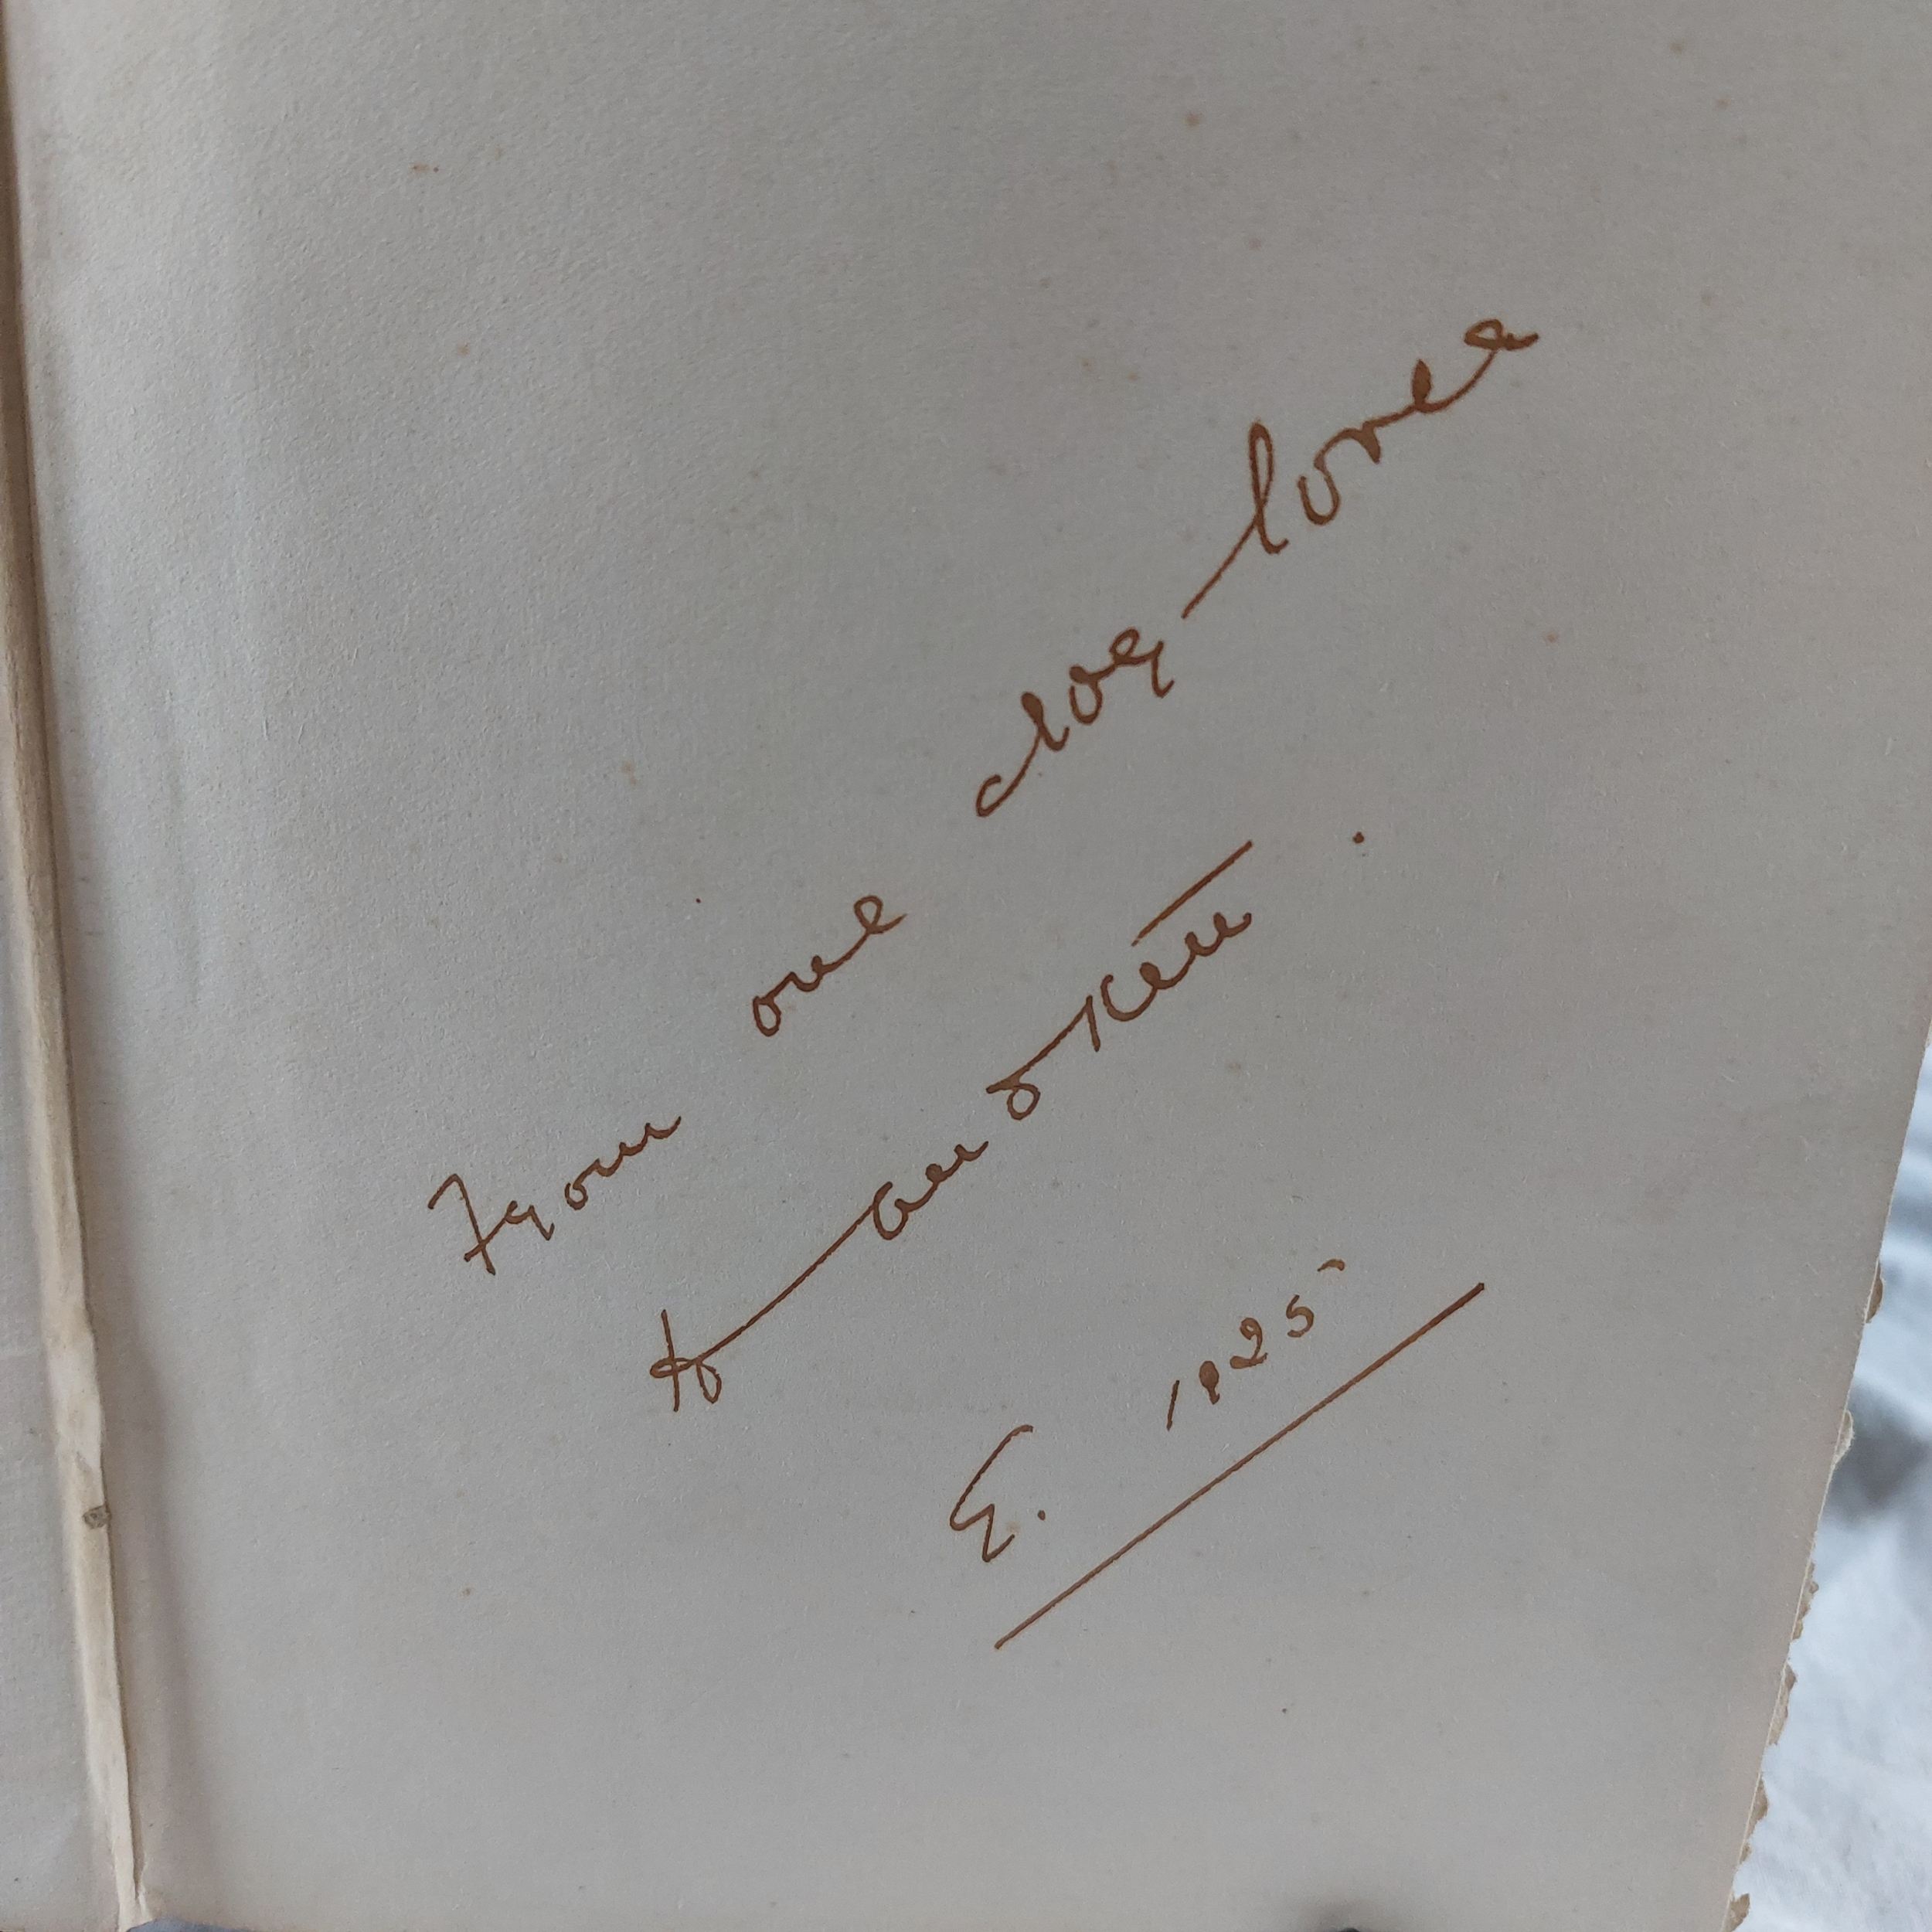 From one dog-lover
to another.
E. 1925